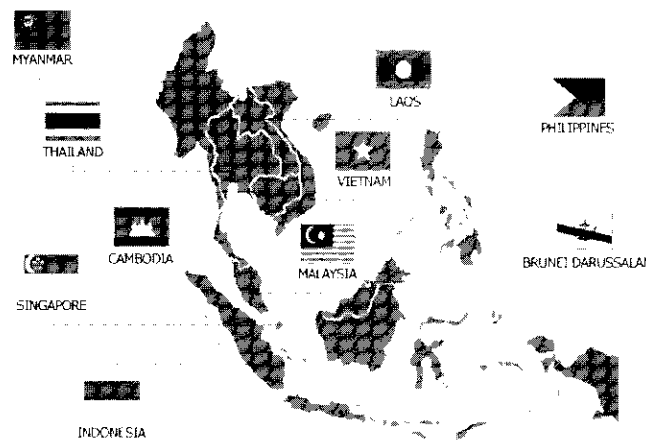 MYANMAR
LAOS
PHILIPPINES
THAILAND
VIETNAM
CAMBODIA
MALAYSIA
BRUNEI DARUSSALAM
SINGAPORE
INDONESIA